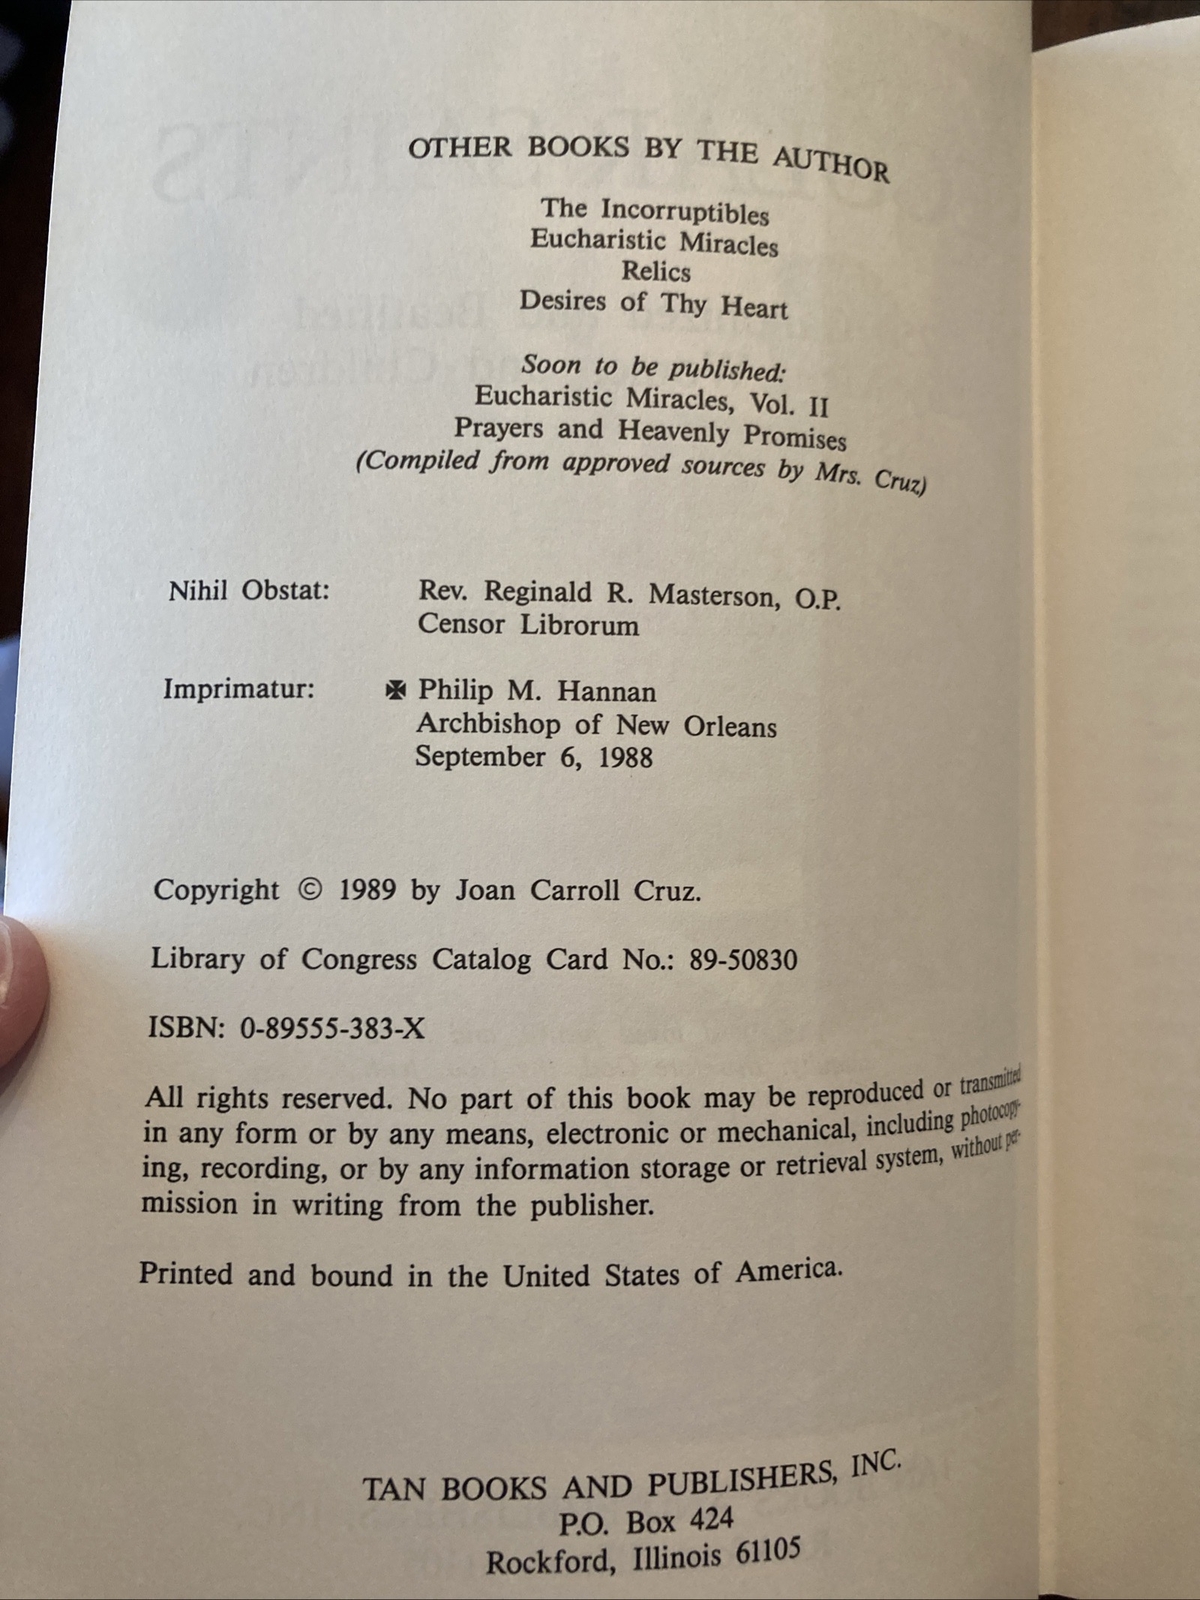 OTHER BOOKS BY THE AUTHOR
The Incorruptibles
Eucharistic Miracles
Relics
Desires of Thy Heart
Soon to be published:
Eucharistic Miracles, Vol. II
Prayers and Heavenly Promises
(Compiled from approved sources by Mrs. Cruz)
Nihil Obstat: Rev. Reginald R. Masterson, O.P.
Censor Librorum
Imprimatur: ✠ Philip M. Hannan
Archbishop of New Orleans
September 6, 1988
Copyright © 1989 by Joan Carroll Cruz.
Library of Congress Catalog Card No.: 89-50830
ISBN: 0-89555-383-X
All rights reserved. No part of this book may be reproduced or transmitted
in any form or by any means, electronic or mechanical, including photocopy-
ing, recording, or by any information storage or retrieval system, without per-
mission in writing from the publisher.
Printed and bound in the United States of America.
TAN BOOKS AND PUBLISHERS, INC.
P.O. Box 424
Rockford, Illinois 61105